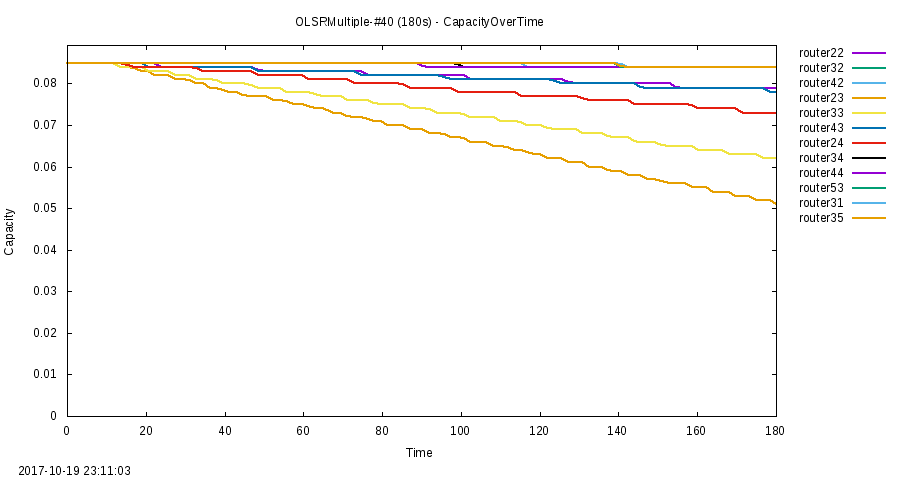 OLSRMultiple-#40 (180s) - CapacityOverTime
router22
router32
router42
router23
router33
router43
router24
router34
router44
router53
router31
router35
0.08
0.07
0.06
0.05
0.04
0.03
0.02
0.01
0
Capacity
0 20 40 60 80 100 120 140 160 180
Time
2017-10-19 23:11:03